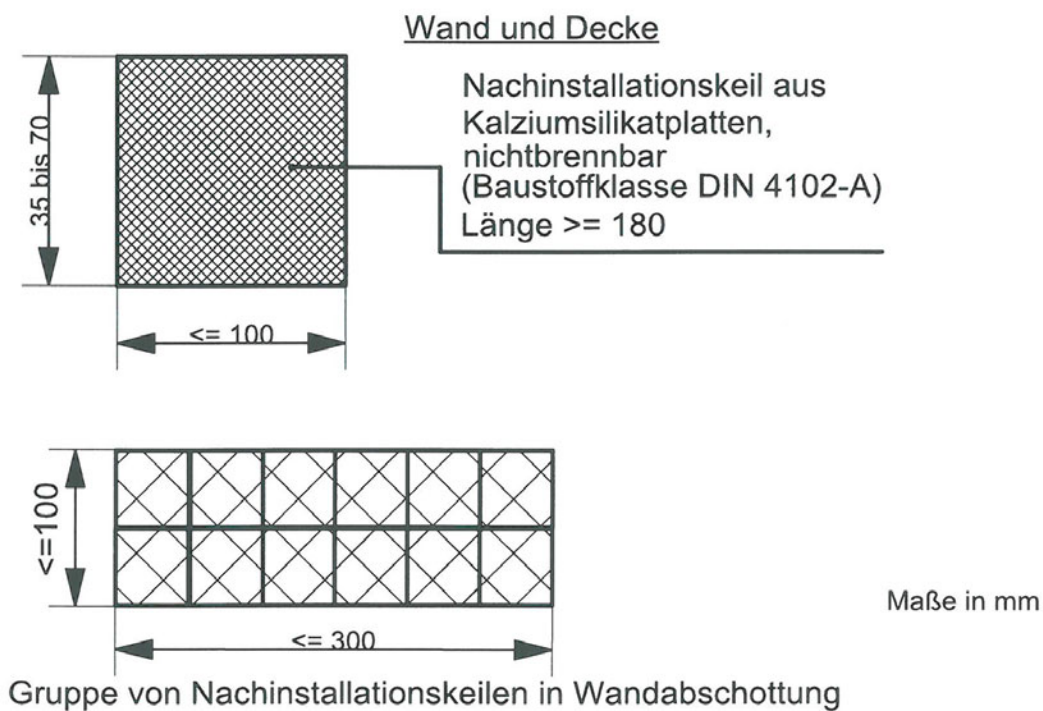 Wand und Decke
35 bis 70
Nachinstallationskeil aus
Kalziumsilikatplatten,
nichtbrennbar
(Baustoffklasse DIN 4102-A)
Länge >= 180
<= 100
<=100
<= 300
Maße in mm
Gruppe von Nachinstallationskeilen in Wandabschottung